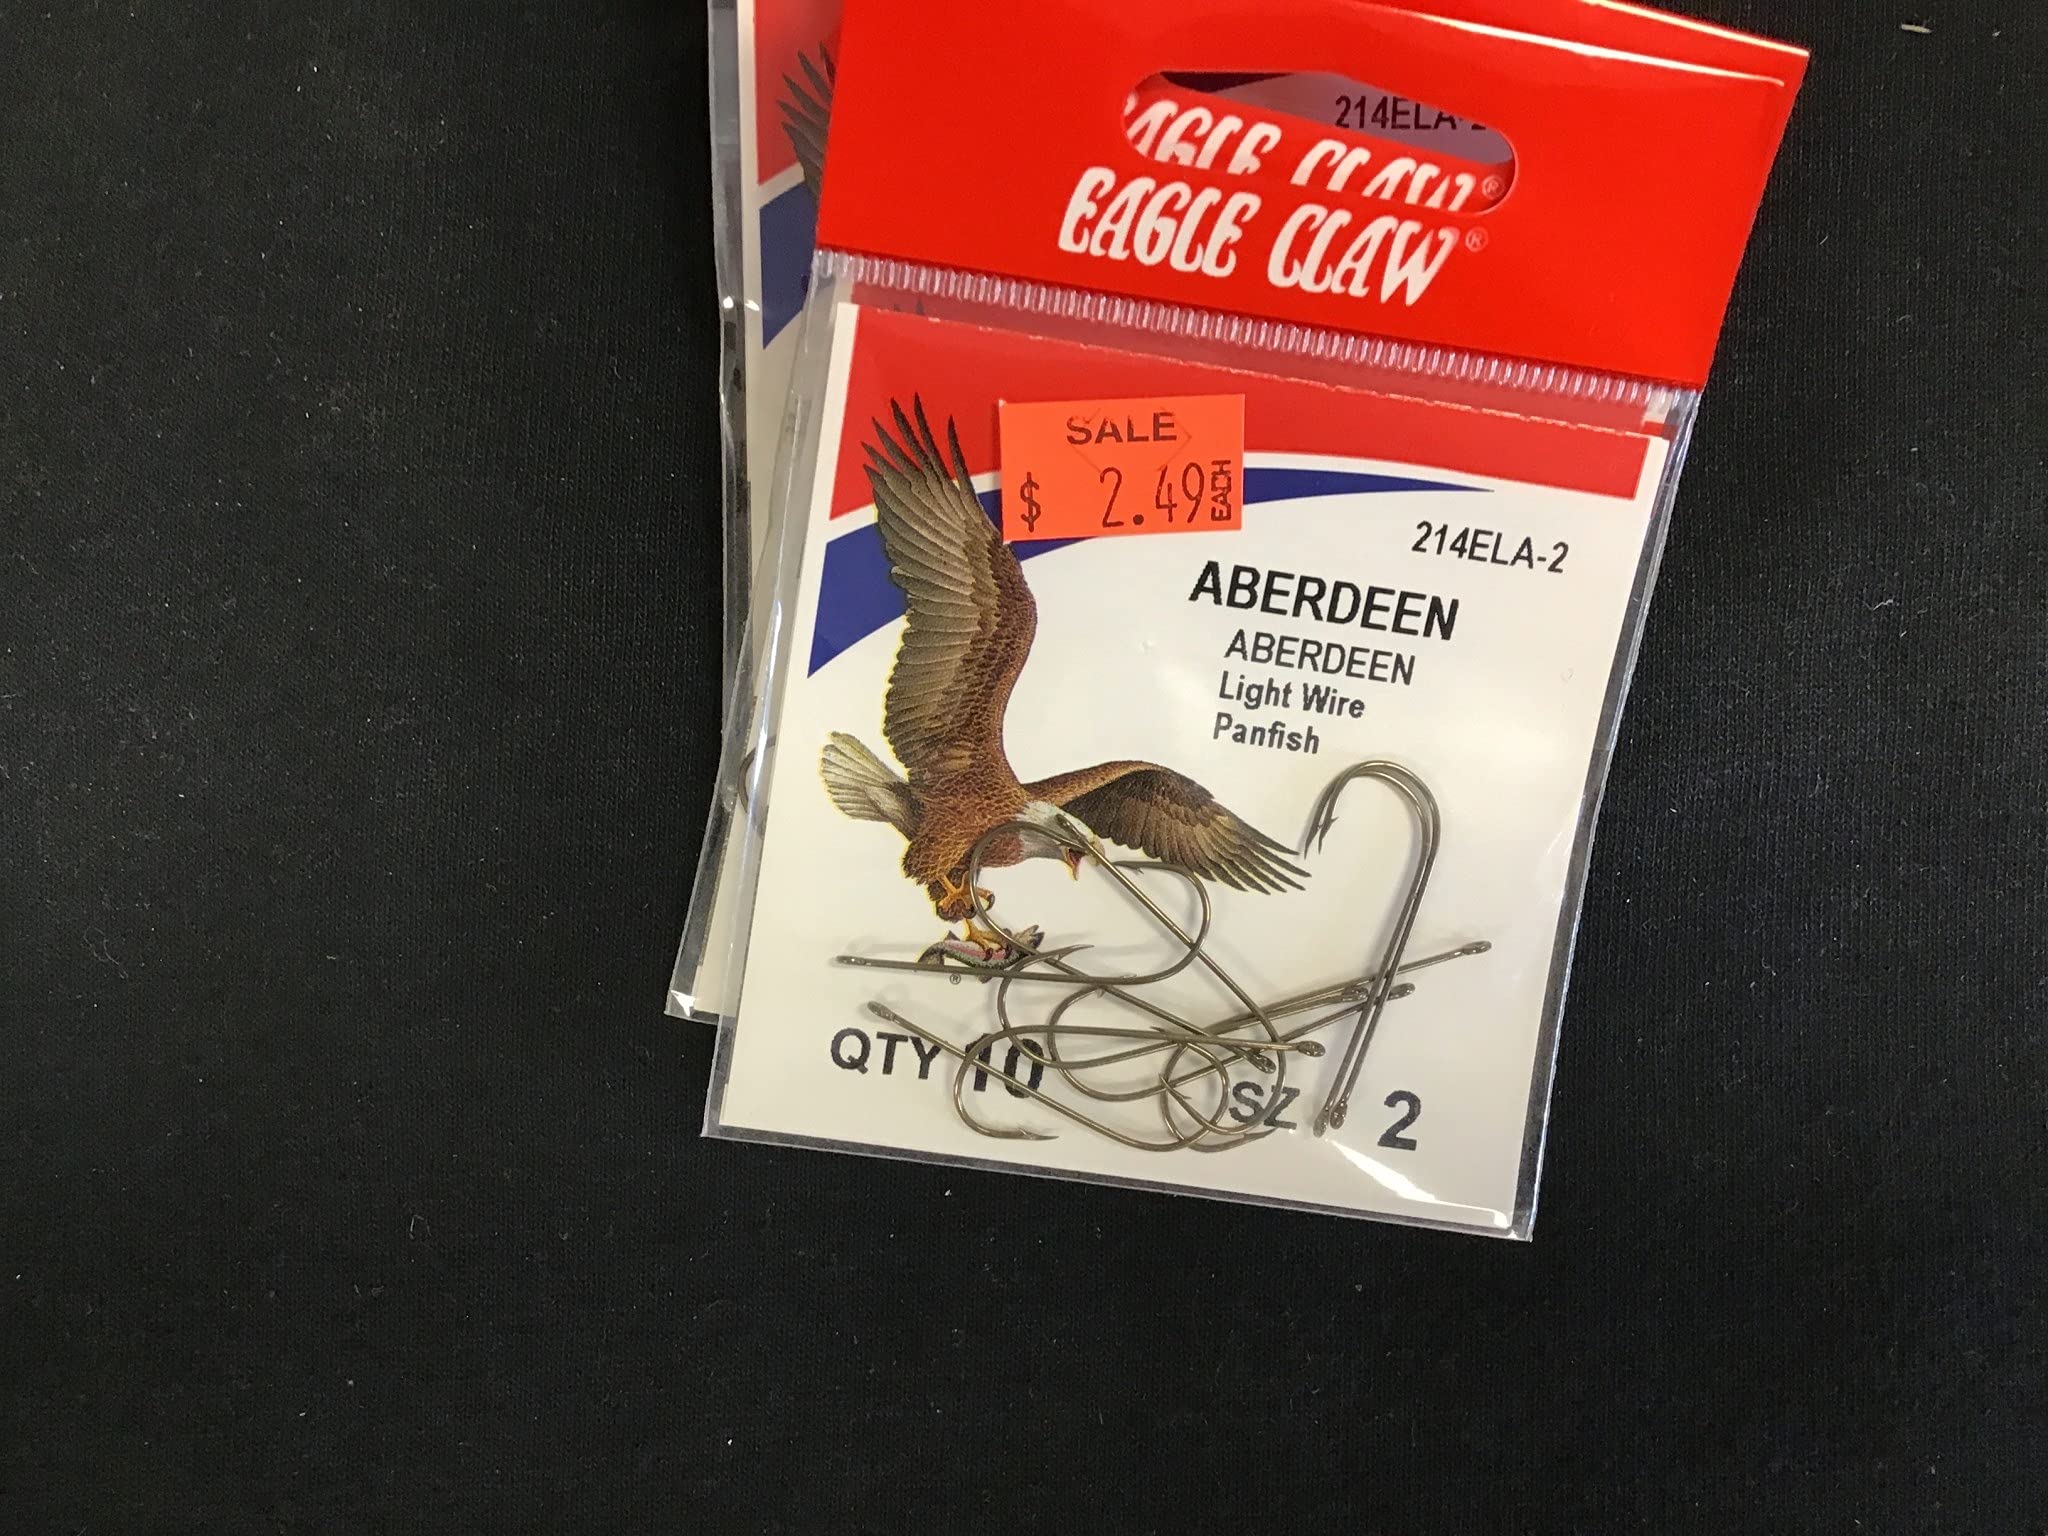 214ELA-2
EAGLE CLAW®
EAGLE CLAW®
SALE
$ 2.49 EACH
214ELA-2
ABERDEEN
ABERDEEN
Light Wire
Panfish
®
QTY 10 SZ 2